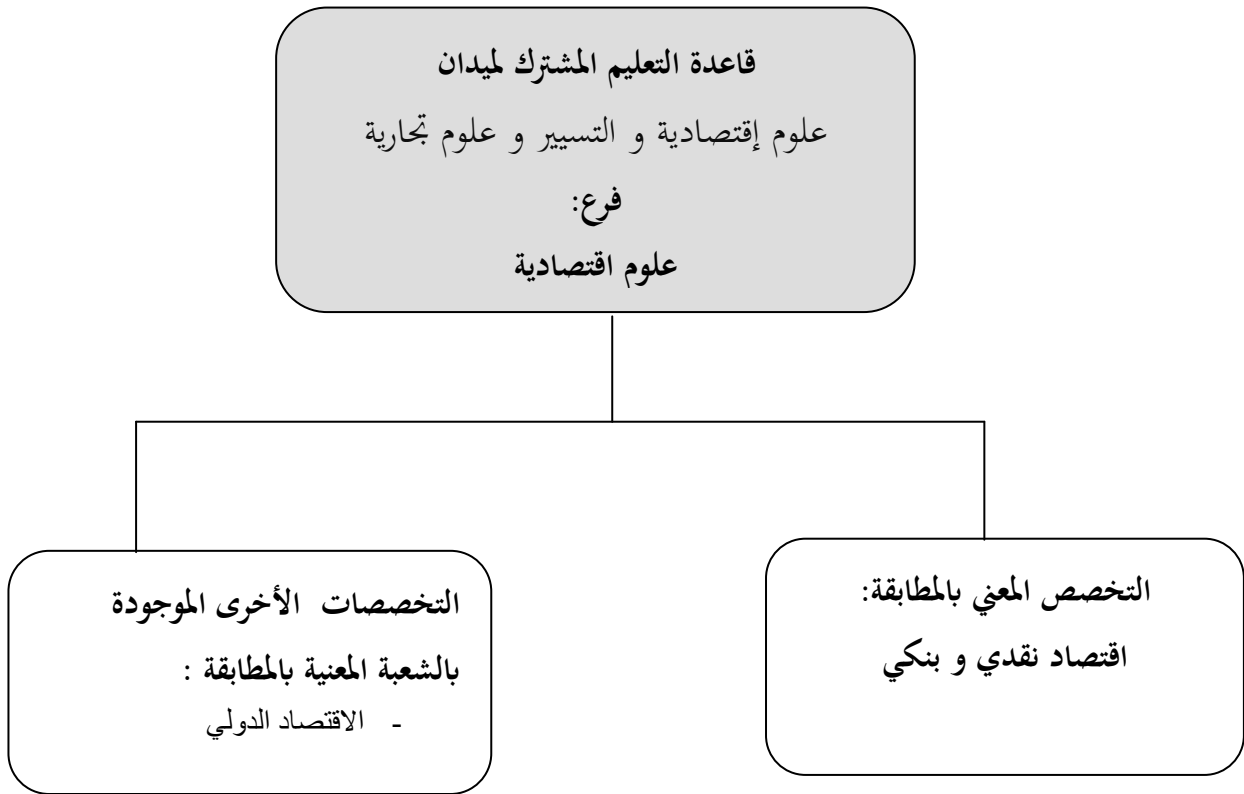 قاعدة التعليم المشترك لميدان
علوم إقتصادية و التسيير و علوم تجارية
فرع:
علوم اقتصادية
التخصص المعني بالمطابقة:
اقتصاد نقدي و بنكي
التخصصات الأخرى الموجودة
بالشعبة المعنية بالمطابقة :
- الاقتصاد الدولي